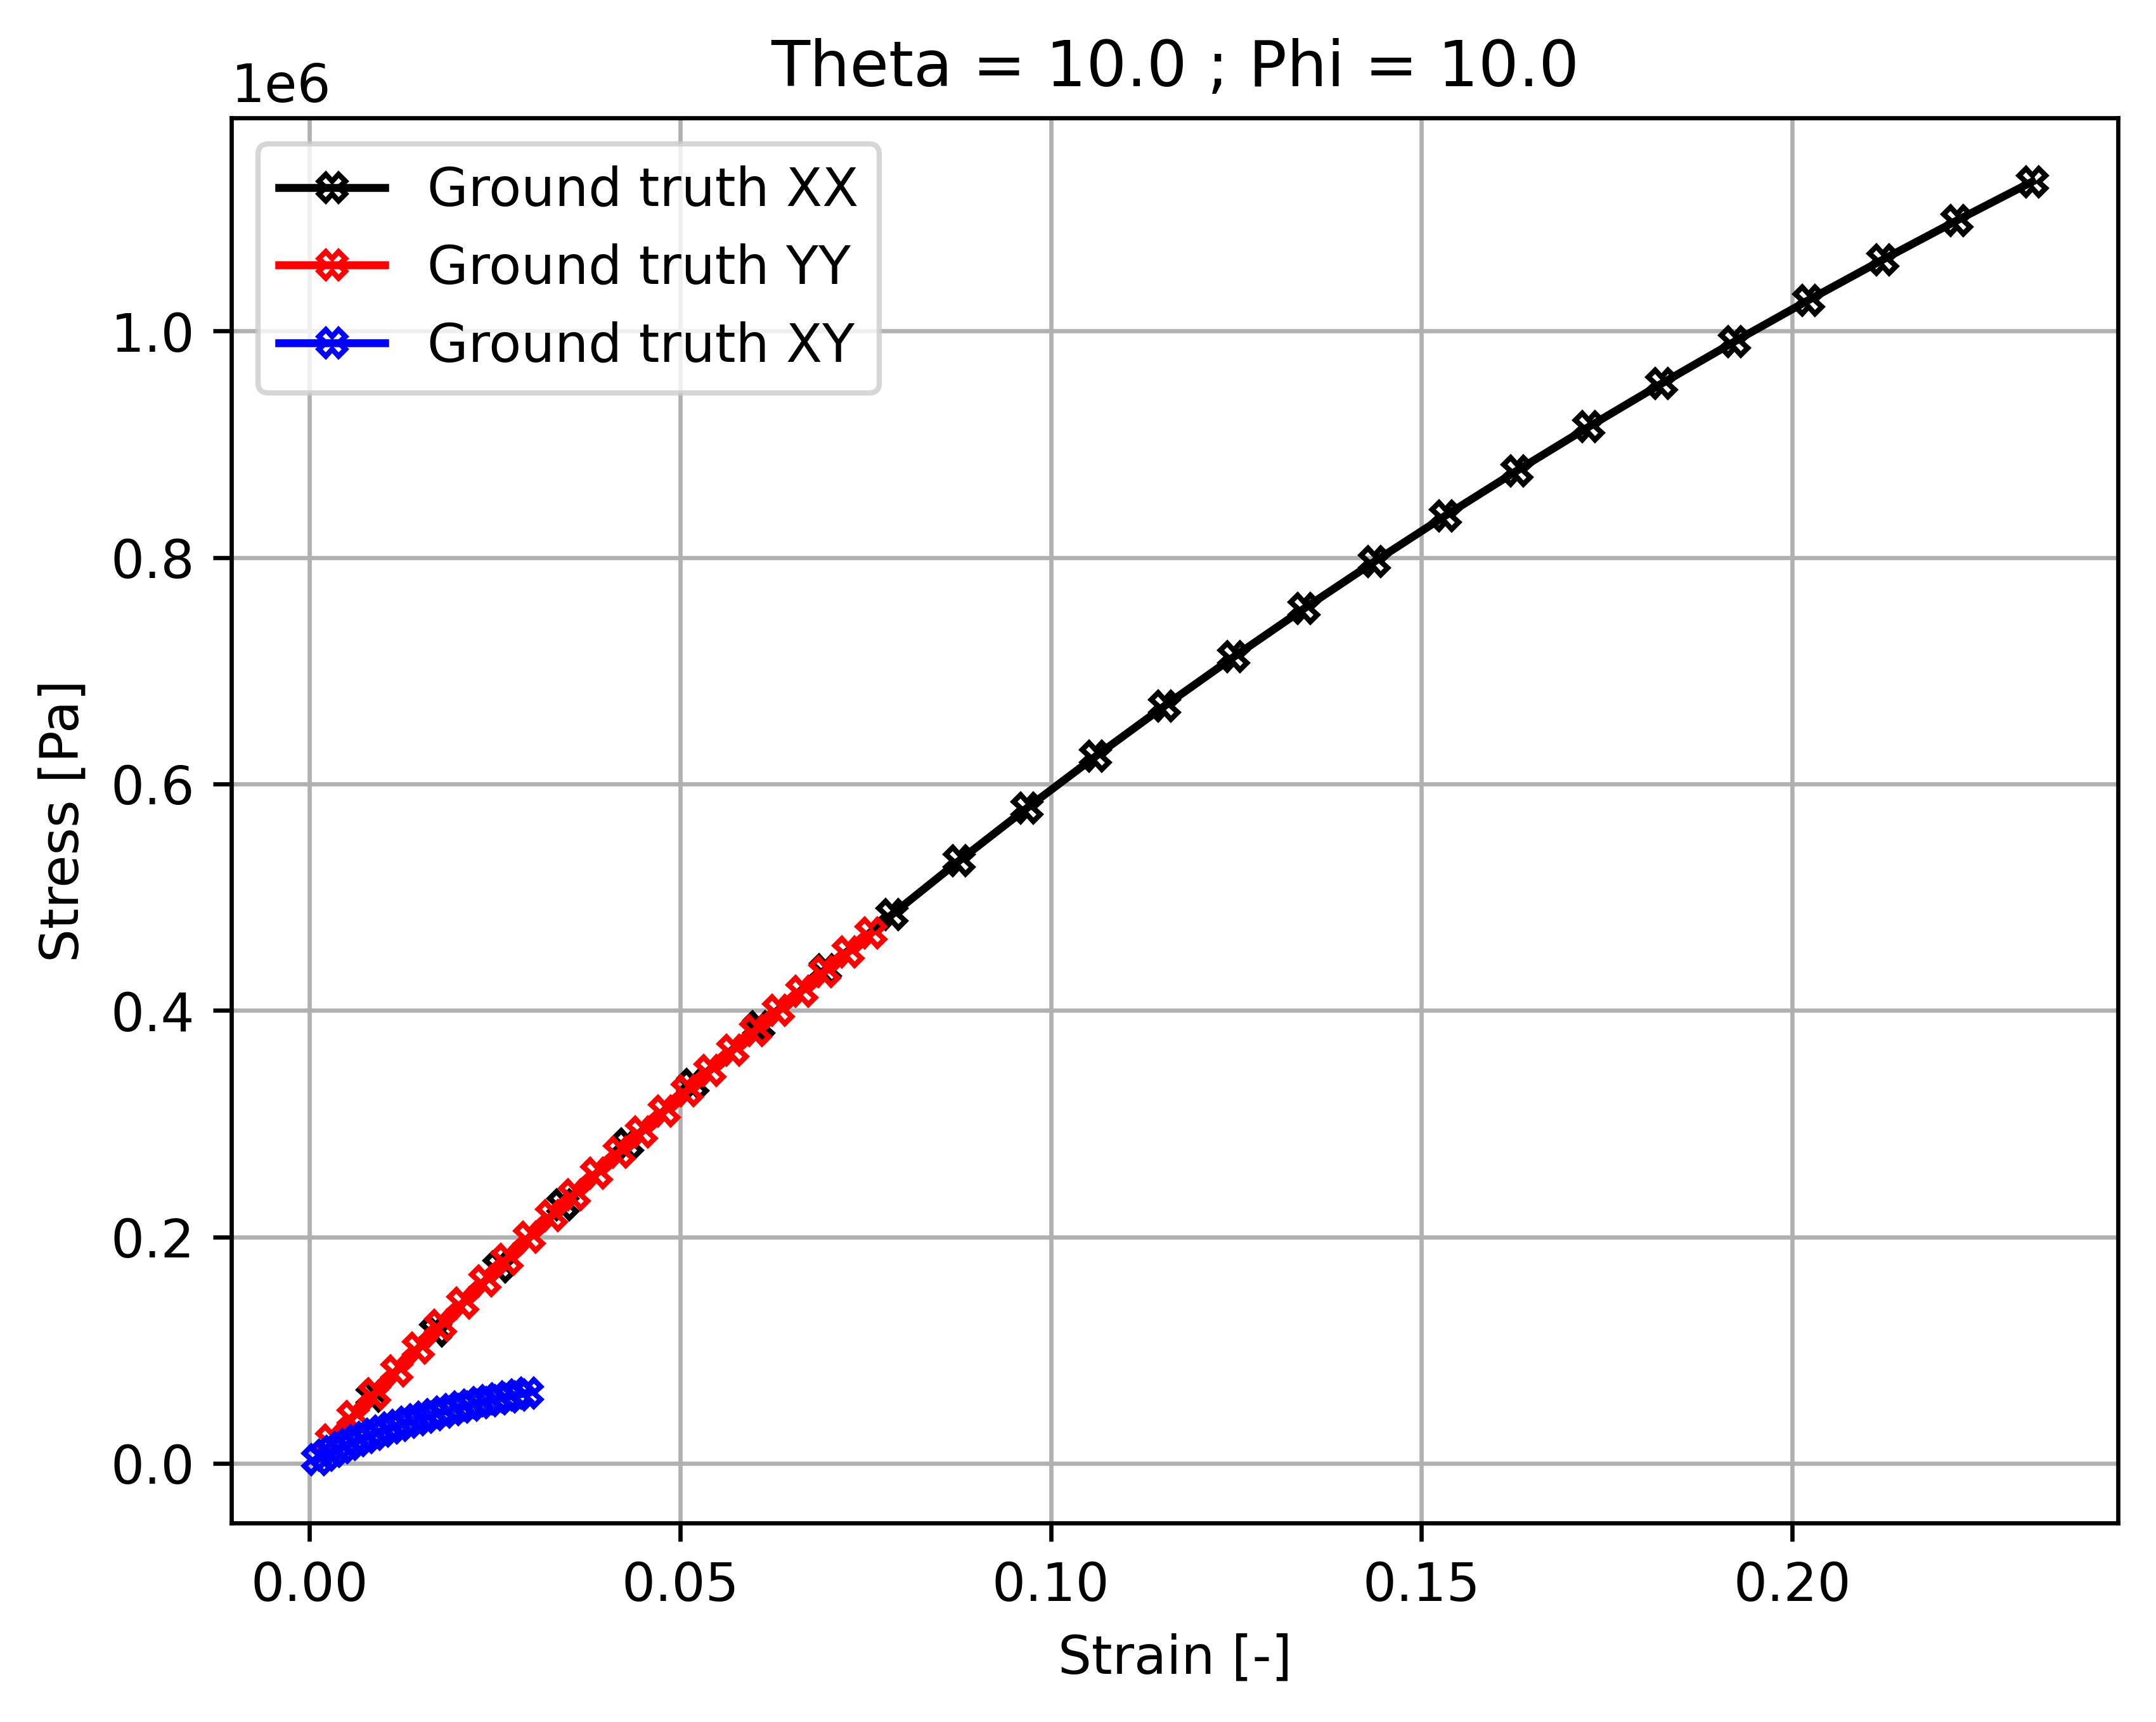 Theta = 10.0 ; Phi = 10.0
1e6
Ground truth XX
Ground truth YY
Ground truth XY
1.0
0.8
0.6
0.4
0.2
0.0
Stress [Pa]
0.00 0.05 0.10 0.15 0.20
Strain [-]